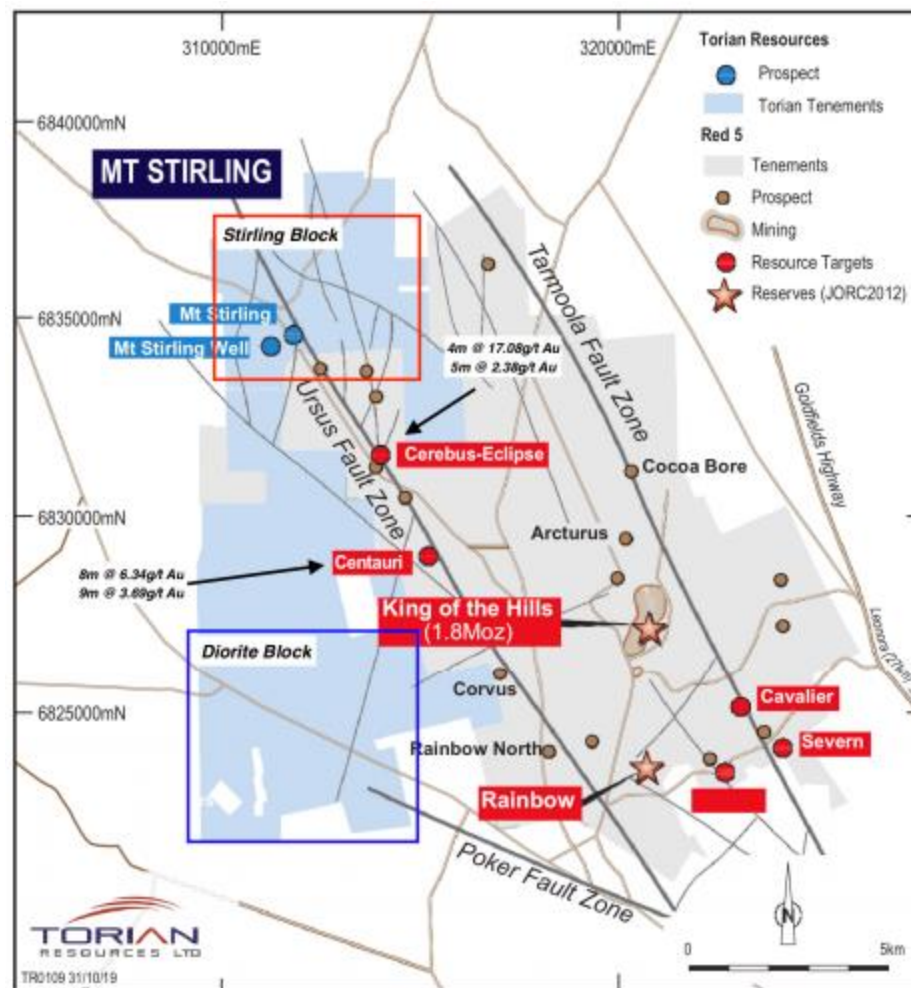 310000mE
320000mE
6840000mN
6835000mN
6830000mN
6825000mN
Torian Resources
Prospect
Torian Tenements
Red 5
Tenements
Prospect
Mining
Resource Targets
Reserves (JORC2012)
MT STIRLING
Stirling Block
Mt Stirling
Mt Stirling Well
4m @ 17.08g/t Au
5m @ 2.38g/t Au
Tarmoola Fault Zone
Ursus Fault Zone
Goldfields Highway
Cerebus-Eclipse
Cocoa Bore
Arcturus
Centauri
8m @ 6.34g/t Au
9m @ 3.69g/t Au
King of the Hills
(1.8Moz)
Leonora (27km)
Diorite Block
Corvus
Cavalier
Severn
Rainbow North
Rainbow
Poker Fault Zone
N
0
5km
TORIAN
RESOURCES LTD
TR0109 31/10/19